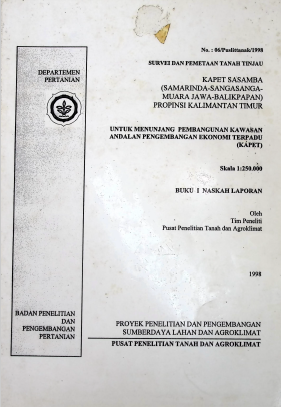 No. : 06/Puslittanak/1998
SURVEI DAN PEMETAAN TANAH TINJAU
DEPARTEMEN
PERTANIAN
KAPET SASAMBA
(SAMARINDA-SANGASANGA-
MUARA JAWA-BALIKPAPAN)
PROPINSI KALIMANTAN TIMUR
UNTUK MENUNJANG PEMBANGUNAN KAWASAN
ANDALAN PENGEMBANGAN EKONOMI TERPADU
(KAPET)
Skala 1:250.000
BUKU I NASKAH LAPORAN
Oleh
Tim Peneliti
Pusat Penelitian Tanah dan Agroklimat
1998
BADAN PENELITIAN
DAN
PENGEMBANGAN
PERTANIAN
PROYEK PENELITIAN DAN PENGEMBANGAN
SUMBERDAYA LAHAN DAN AGROKLIMAT
PUSAT PENELITIAN TANAH DAN AGROKLIMAT